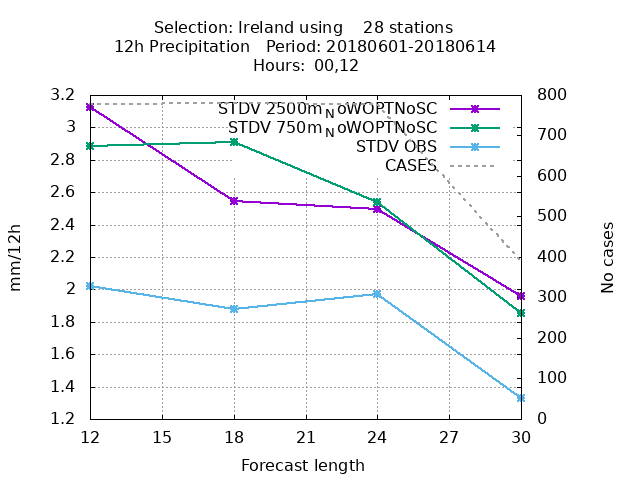 Selection: Ireland using    28 stations
12h Precipitation   Period: 20180601-20180614
Hours:  00,12
STDV 2500m_NoWOPTNoSC
STDV 750m_NoWOPTNoSC
STDV OBS
CASES
3.2
3
2.8
2.6
2.4
2.2
2
1.8
1.6
1.4
1.2
800
700
600
500
400
300
200
100
0
mm/12h
No cases
12 15 18 21 24 27 30
Forecast length